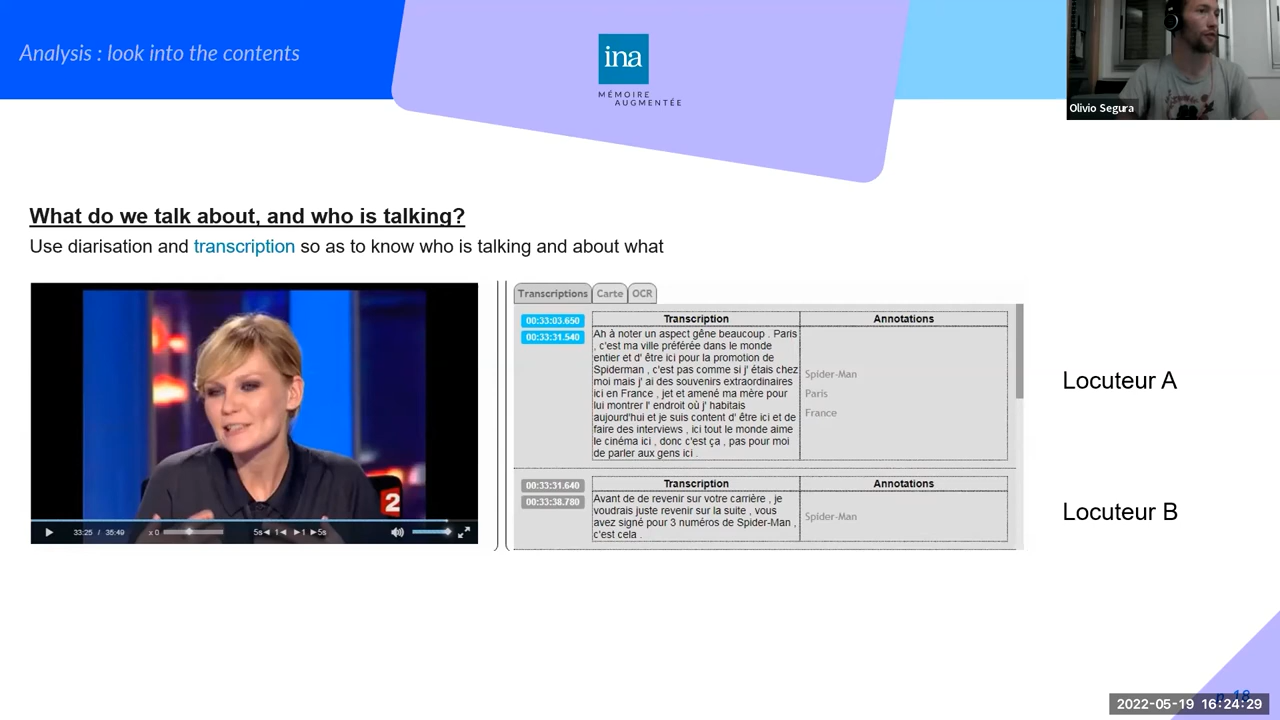 Analysis : look into the contents
ina
MÉMOIRE
AUGMENTÉE
Olivio Segura
What do we talk about, and who is talking?
Use diarisation and transcription so as to know who is talking and about what
2
33:25 / 35:49
x0
5s◀ 1◀ ▶1 ▶5s
Transcriptions Carte OCR
00:33:03.650
00:33:31.540
Transcription
Ah à noter un aspect gêne beaucoup . Paris
, c'est ma ville préférée dans le monde
entier et d' être ici pour la promotion de
Spiderman , c'est pas comme si j' étais chez
moi mais j' ai des souvenirs extraordinaires
ici en France , jet et amené ma mère pour
lui montrer l' endroit où j' habitais
aujourd'hui et je suis content d' être ici et de
faire des interviews , ici tout le monde aime
le cinéma ici , donc c'est ça , pas pour moi
de parler aux gens ici .
Annotations
Spider-Man
Paris
France
Locuteur A
00:33:31.640
00:33:38.780
Transcription
Avant de de revenir sur votre carrière , je
voudrais juste revenir sur la suite , vous
avez signé pour 3 numéros de Spider-Man ,
c'est cela .
Annotations
Spider-Man
Locuteur B
p. 18
2022-05-19 16:24:29